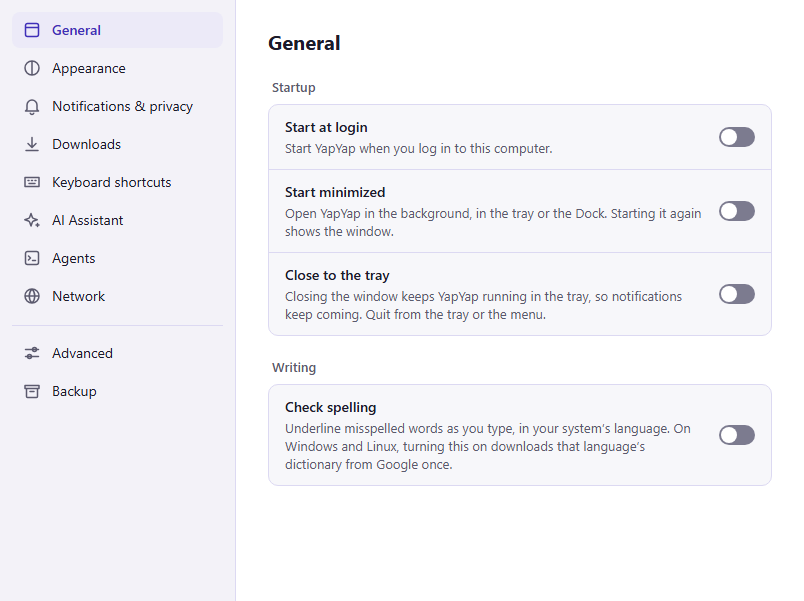 General
Appearance
Notifications & privacy
Downloads
Keyboard shortcuts
AI Assistant
Agents
Network
Advanced
Backup
General
Startup
Start at login
Start YapYap when you log in to this computer.
Start minimized
Open YapYap in the background, in the tray or the Dock. Starting it again
shows the window.
Close to the tray
Closing the window keeps YapYap running in the tray, so notifications
keep coming. Quit from the tray or the menu.
Writing
Check spelling
Underline misspelled words as you type, in your system’s language. On
Windows and Linux, turning this on downloads that language’s
dictionary from Google once.